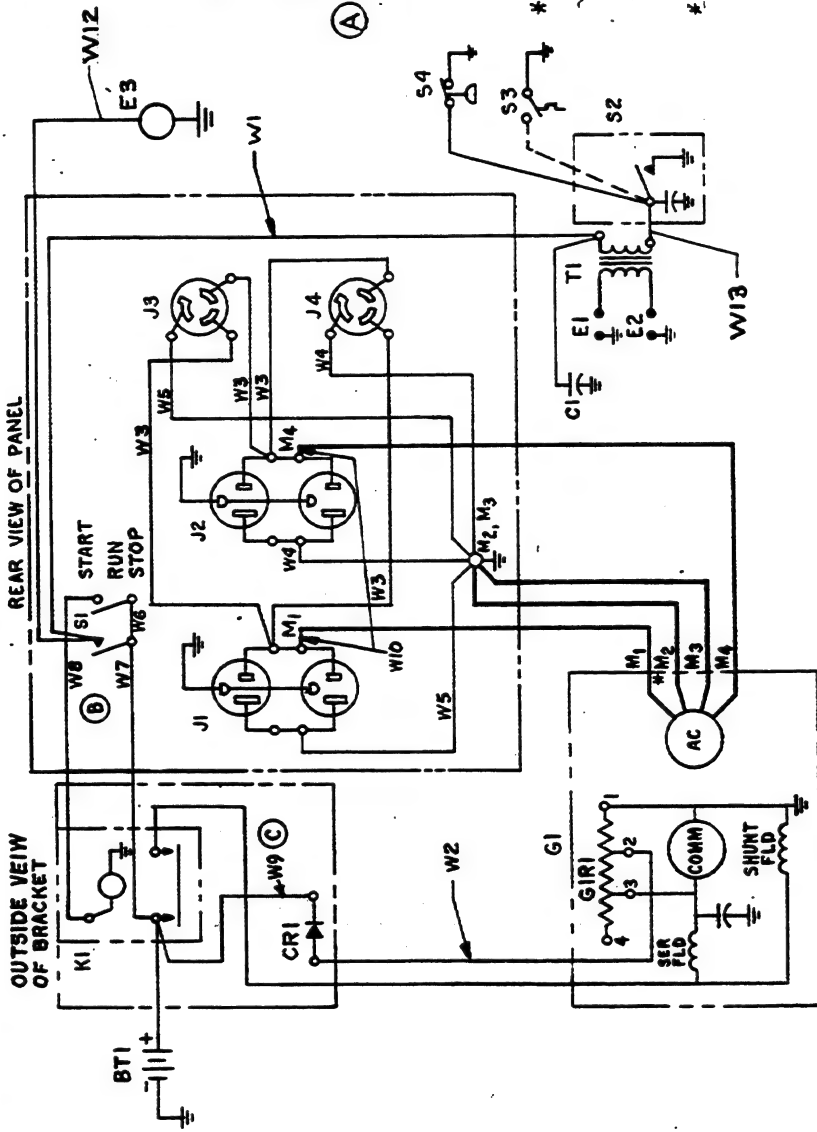 W12
E3
A
*
*
S4
S3
S2
W1
REAR VIEW OF PANEL
J3
J4
W5
W3
W3
W3
W4
M4
J2
W4
M2, M3
START
RUN
STOP
S1
W6
W8
W7
B
M1
W3
W10
J1
W5
T1
E1
E2
C1
W13
OUTSIDE VEIW
OF BRACKET
K1
C
W9
CR1
BT1
+
-
W2
G1
G1R1
1
2
3
4
COMM
SER
FLD
SHUNT
FLD
AC
M1
*M2
M3
M4